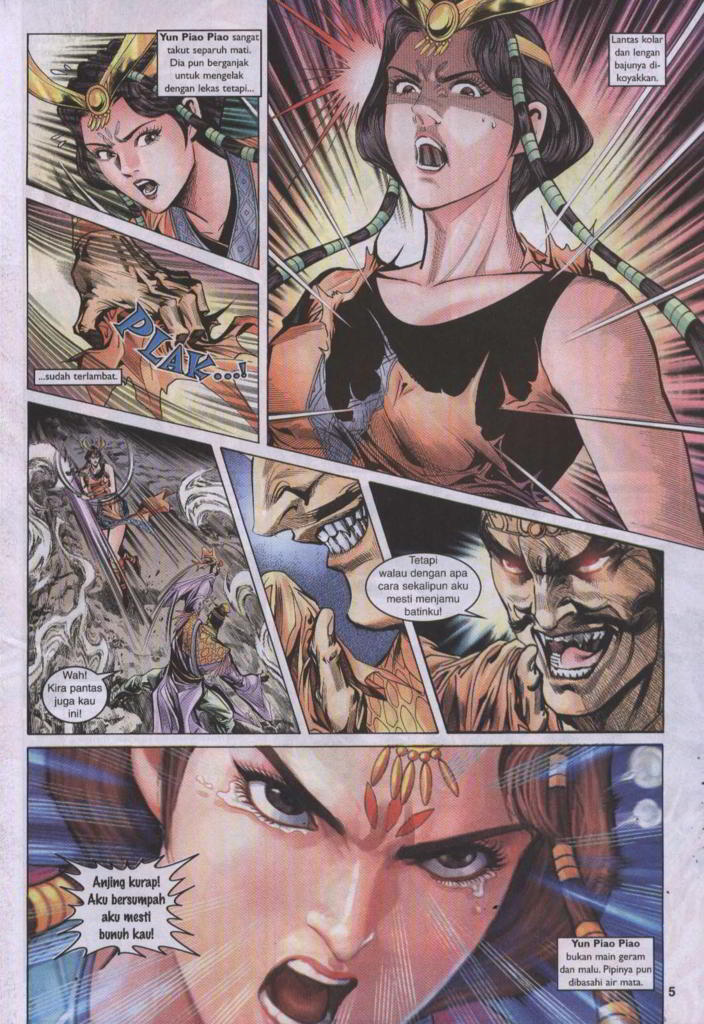 Yun Piao Piao sangat
takut separuh mati.
Dia pun berganjak
untuk mengelak
dengan lekas tetapi...
Lantas kolar
dan lengan
bajunya di-
koyakkan.
PLAK...!
...sudah terlambat.
Wah!
Kira pantas
juga kau
ini!
Tetapi
walau dengan apa
cara sekalipun aku
mesti menjamu
batinku!
Anjing kurap!
Aku bersumpah
aku mesti
bunuh kau!
Yun Piao Piao
bukan main geram
dan malu. Pipinya pun
dibasahi air mata.
5